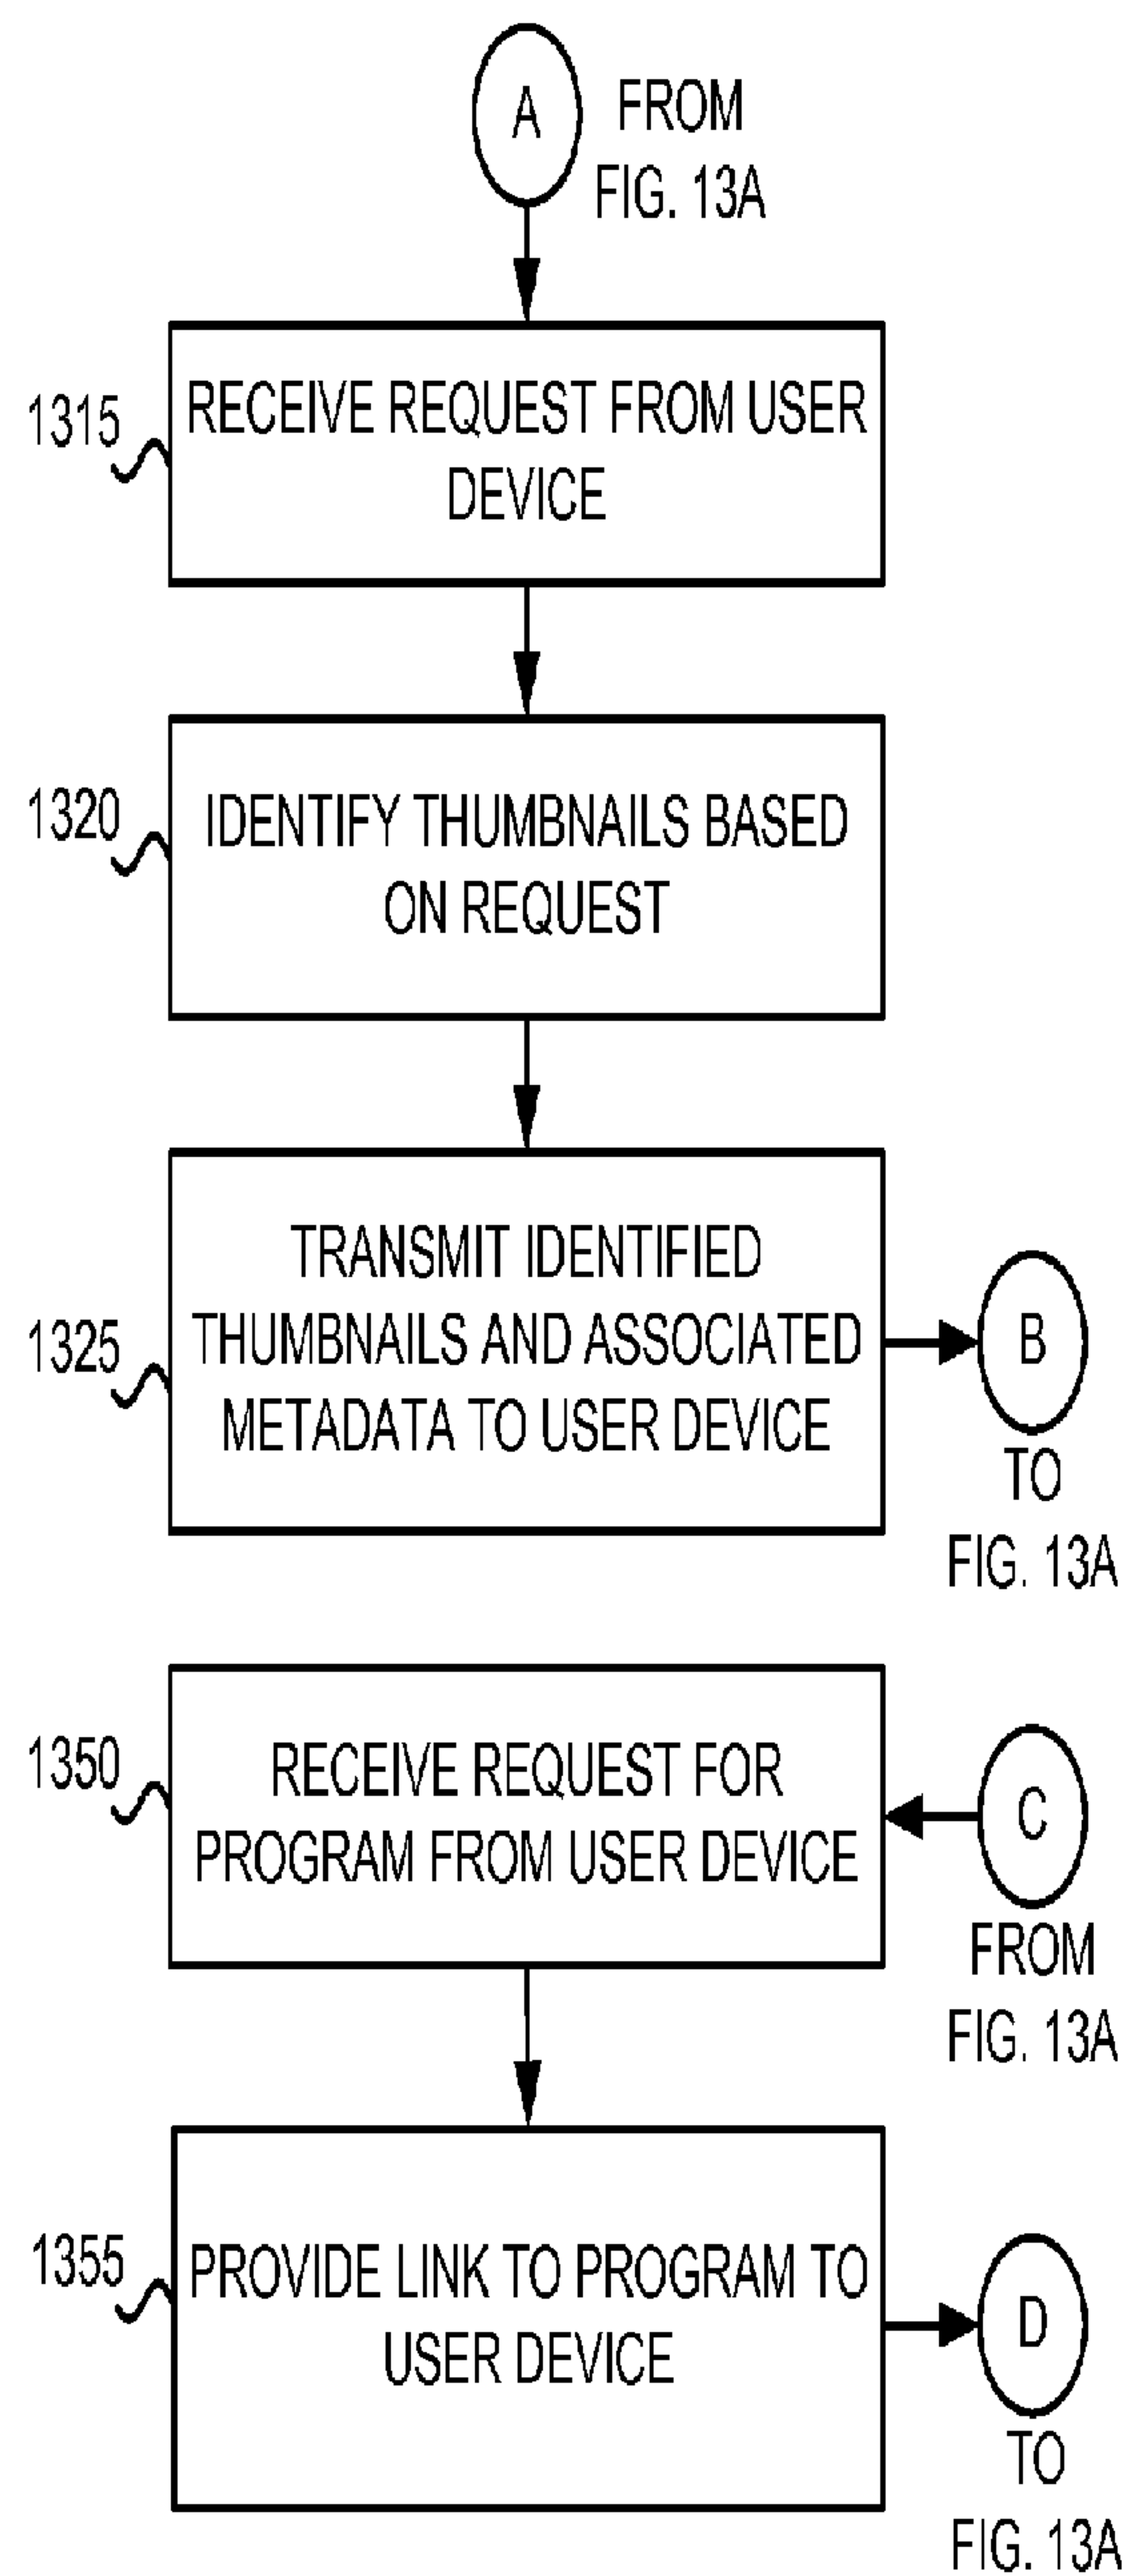 A
FROM
FIG. 13A
1315
RECEIVE REQUEST FROM USER
DEVICE
1320
IDENTIFY THUMBNAILS BASED
ON REQUEST
1325
TRANSMIT IDENTIFIED
THUMBNAILS AND ASSOCIATED
METADATA TO USER DEVICE
B
TO
FIG. 13A
1350
RECEIVE REQUEST FOR
PROGRAM FROM USER DEVICE
C
FROM
FIG. 13A
1355
PROVIDE LINK TO PROGRAM TO
USER DEVICE
D
TO
FIG. 13A